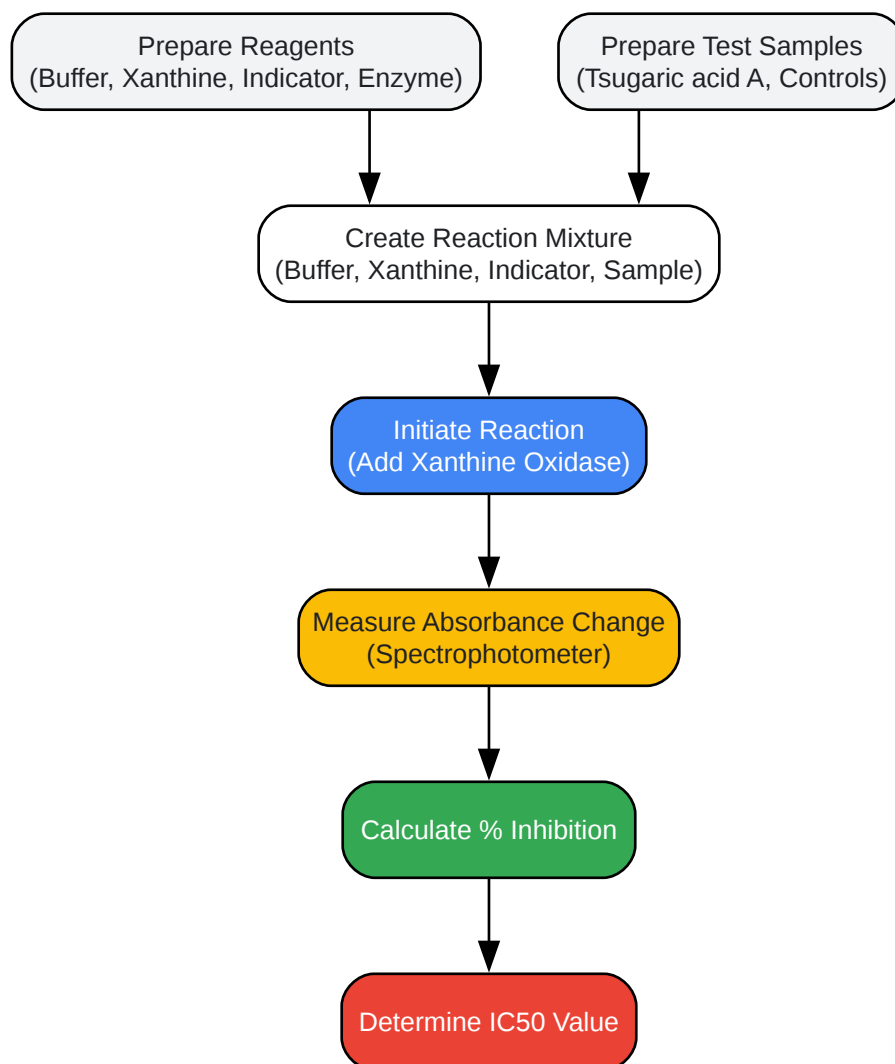 Prepare Reagents
(Buffer, Xanthine, Indicator, Enzyme)
Prepare Test Samples
(Tsugaric acid A, Controls)
Create Reaction Mixture
(Buffer, Xanthine, Indicator, Sample)
Initiate Reaction
(Add Xanthine Oxidase)
Measure Absorbance Change
(Spectrophotometer)
Calculate % Inhibition
Determine IC50 Value